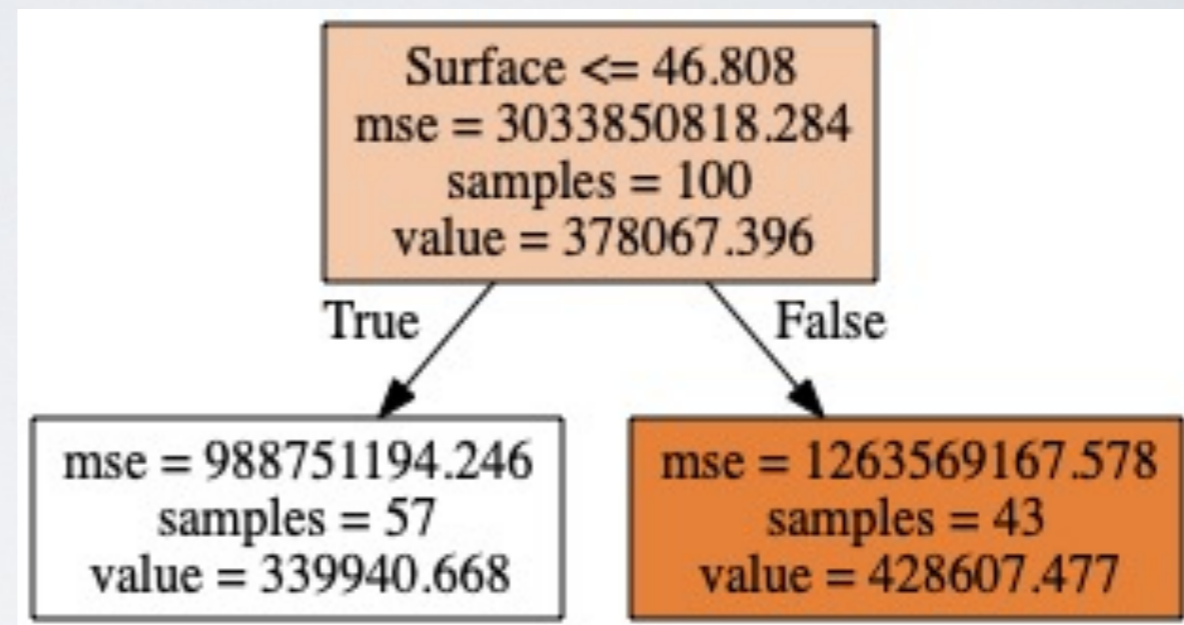 Surface <= 46.808
mse = 3033850818.284
samples = 100
value = 378067.396
True
False
mse = 988751194.246
samples = 57
value = 339940.668
mse = 1263569167.578
samples = 43
value = 428607.477